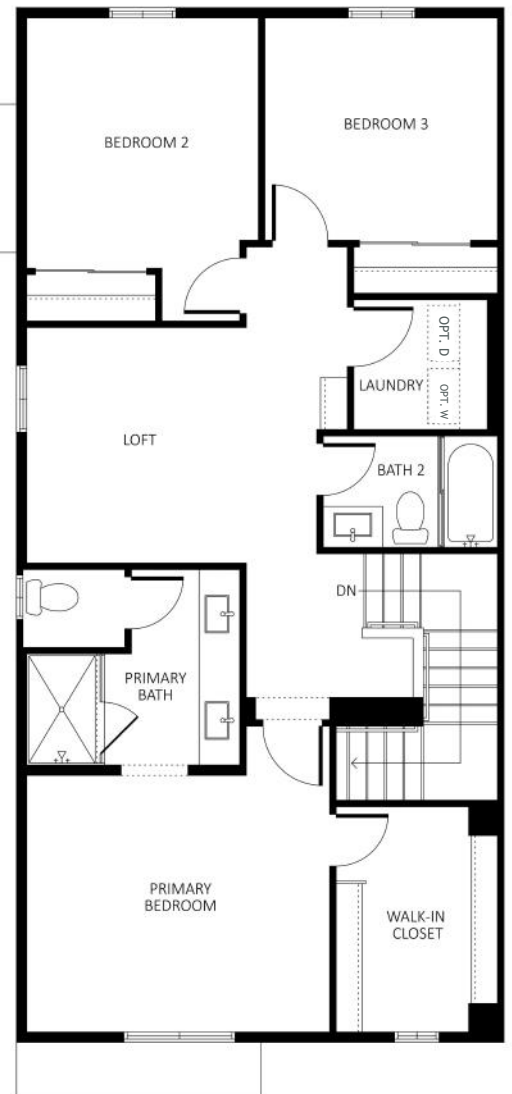 BEDROOM 2
BEDROOM 3
OPT. D
LAUNDRY
OPT. W
LOFT
BATH 2
DN
PRIMARY
BATH
PRIMARY
BEDROOM
WALK-IN
CLOSET